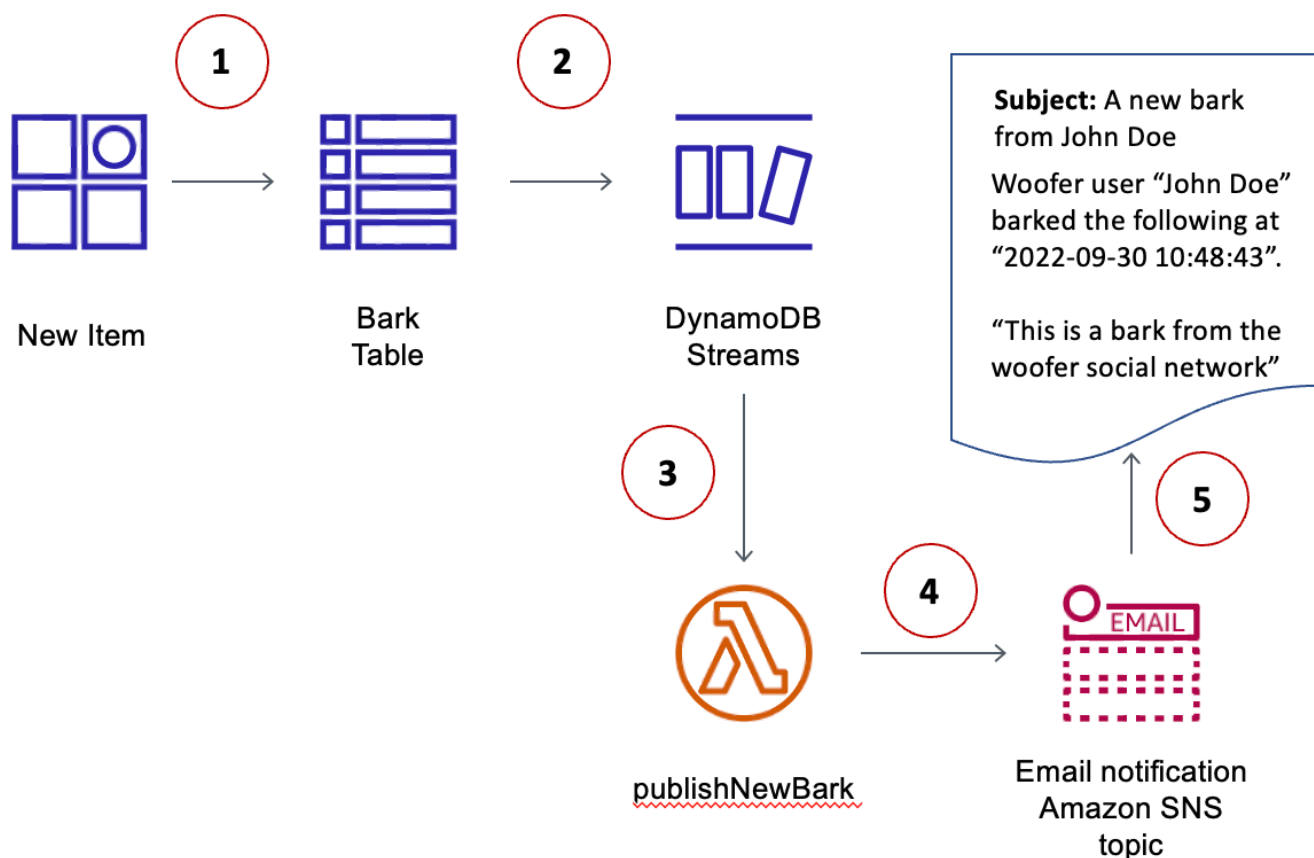 1
2
Subject: A new bark
from John Doe
Woofer user “John Doe”
barked the following at
“2022-09-30 10:48:43”.
“This is a bark from the
woofer social network”
New Item
Bark
Table
DynamoDB
Streams
3
5
4
EMAIL
publishNewBark
Email notification
Amazon SNS
topic